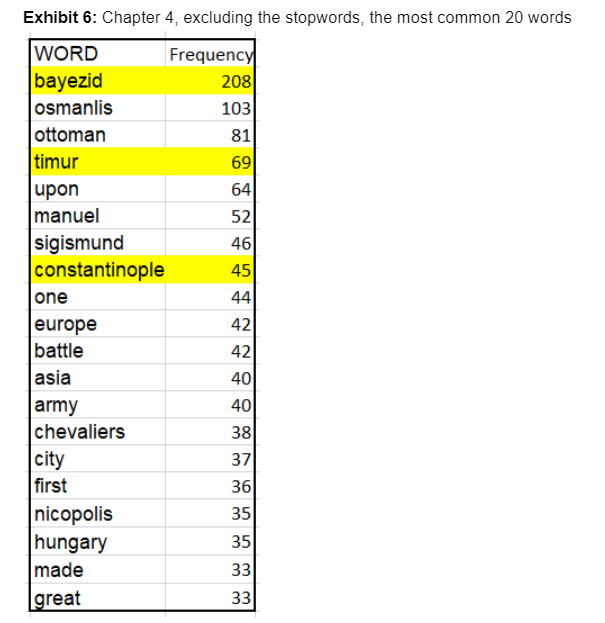 Exhibit 6: Chapter 4, excluding the stopwords, the most common 20 words
WORD Frequency
bayezid 208
osmanlis 103
ottoman 81
timur 69
upon 64
manuel 52
sigismund 46
constantinople 45
one 44
europe 42
battle 42
asia 40
army 40
chevaliers 38
city 37
first 36
nicopolis 35
hungary 35
made 33
great 33